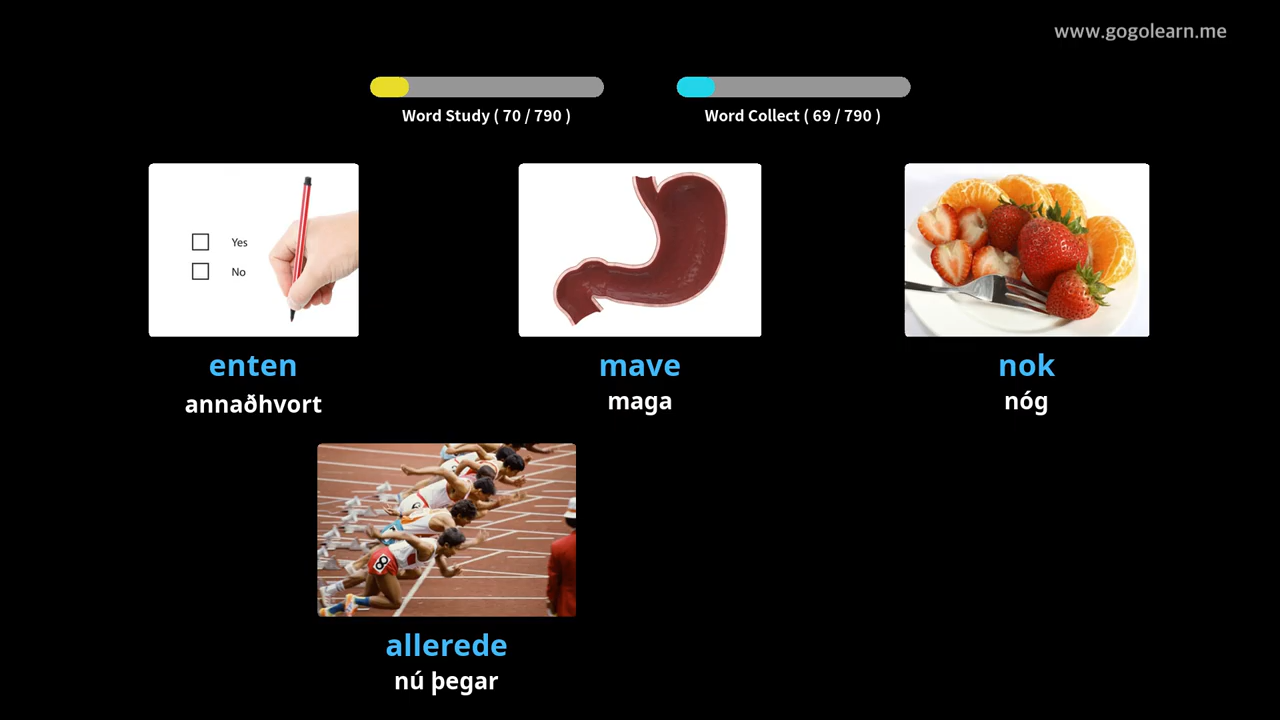 www.gogolearn.me
Word Study ( 70 / 790 )
Word Collect ( 69 / 790 )
Yes
No
enten
annaðhvort
mave
maga
nok
nóg
8
allerede
nú þegar